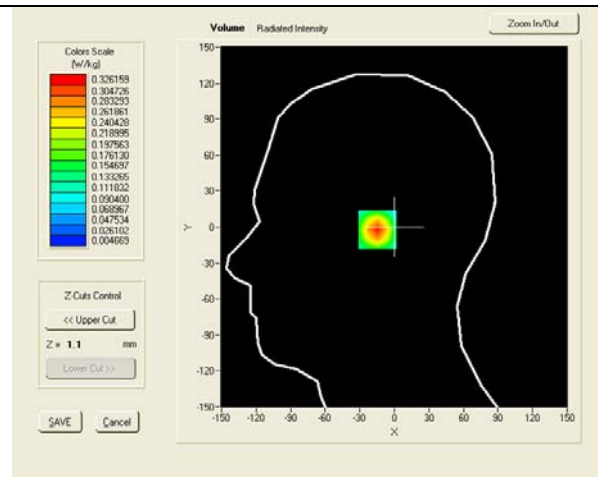 Volume Radiated Intensity
Zoom In/Out
Colors Scale
(W/kg)
0.326159
0.304726
0.283293
0.261861
0.240428
0.218995
0.197563
0.176130
0.154697
0.133265
0.111832
0.090400
0.068967
0.047534
0.026102
0.004669
Z-Cuts Control
<< Upper Cut
Z = 1.1 mm
Lower Cut >>
SAVE
Cancel
150-
120-
90-
60-
30-
Y 0-
-30-
-60-
-90-
-120-
-150-
-150 -120 -90 -60 -30 0 30 60 90 120 150
X